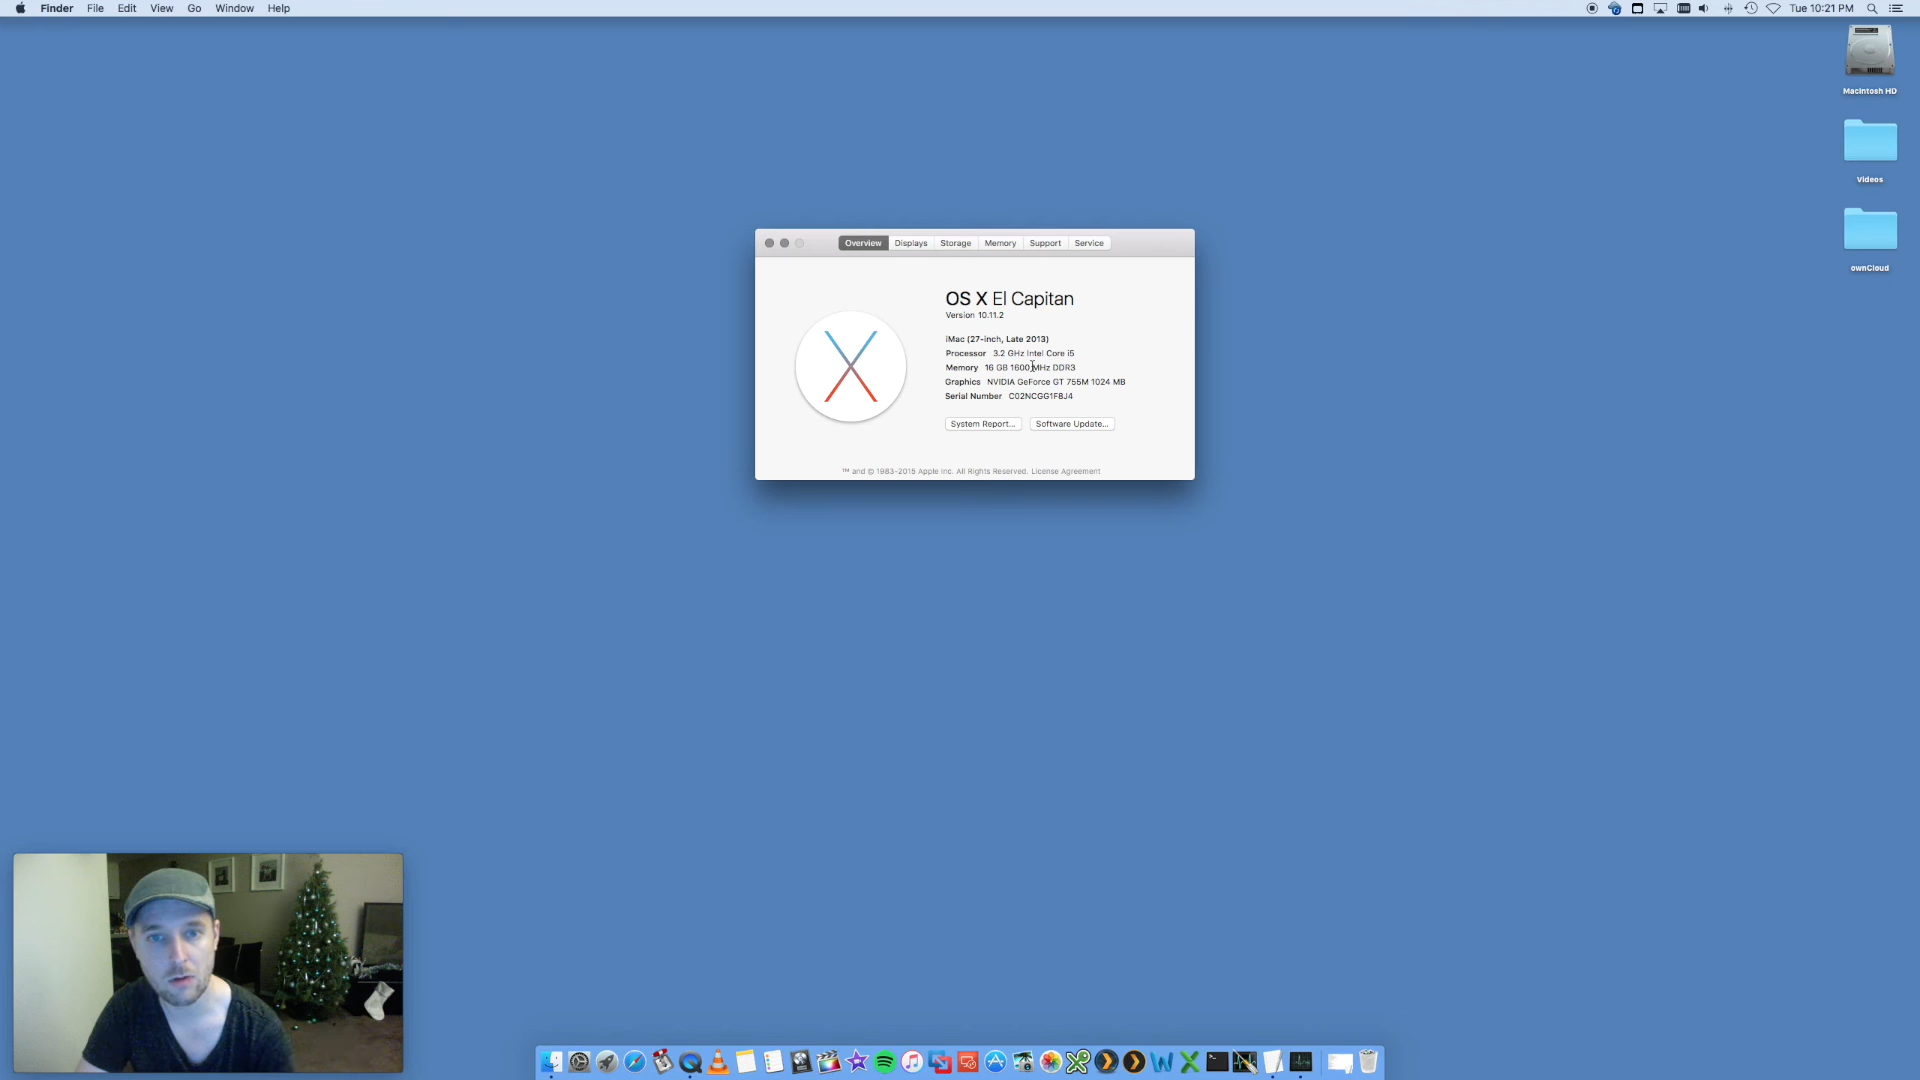 Finder File Edit View Go Window Help
Tue 10:21 PM
Macintosh HD
Videos
ownCloud
Overview Displays Storage Memory Support Service
OS X El Capitan
Version 10.11.2
iMac (27-inch, Late 2013)
Processor 3.2 GHz Intel Core i5
Memory 16 GB 1600 MHz DDR3
Graphics NVIDIA GeForce GT 755M 1024 MB
Serial Number C02NCGG1F8J4
System Report... Software Update...
™ and © 1983-2015 Apple Inc. All Rights Reserved. License Agreement